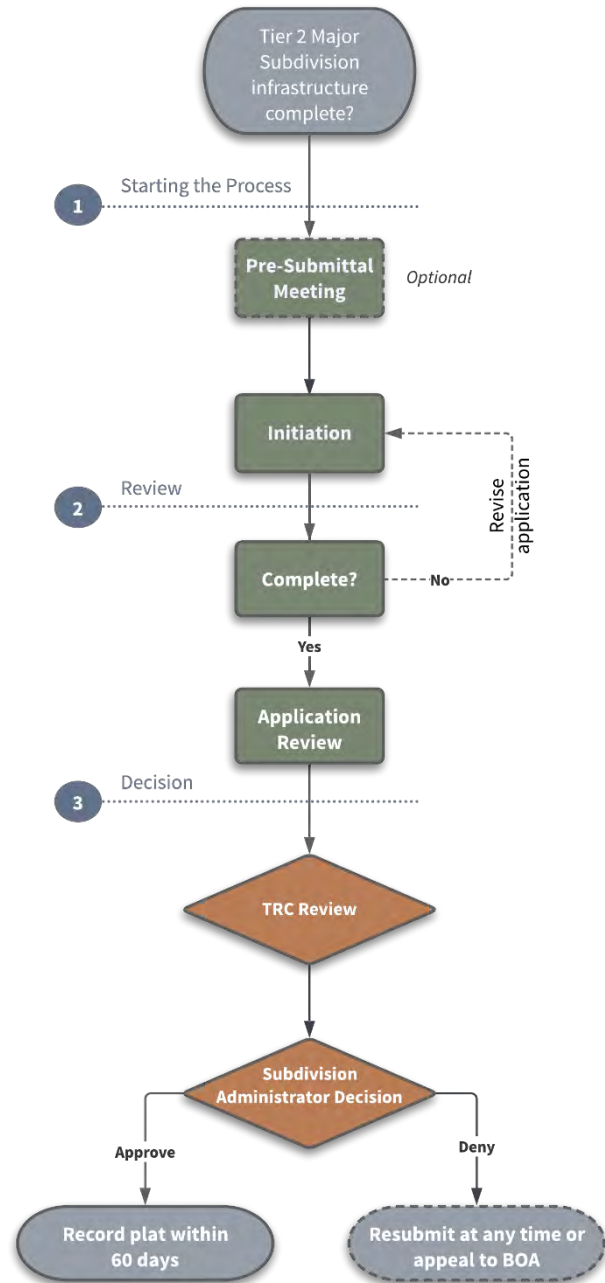 Tier 2 Major
Subdivision
infrastructure
complete?
Starting the Process
1
Pre-Submittal
Meeting
Optional
Initiation
Review
2
Revise
application
Complete?
No
Yes
Application
Review
Decision
3
TRC Review
Subdivision
Administrator Decision
Approve
Deny
Record plat within
60 days
Resubmit at any time or
appeal to BOA